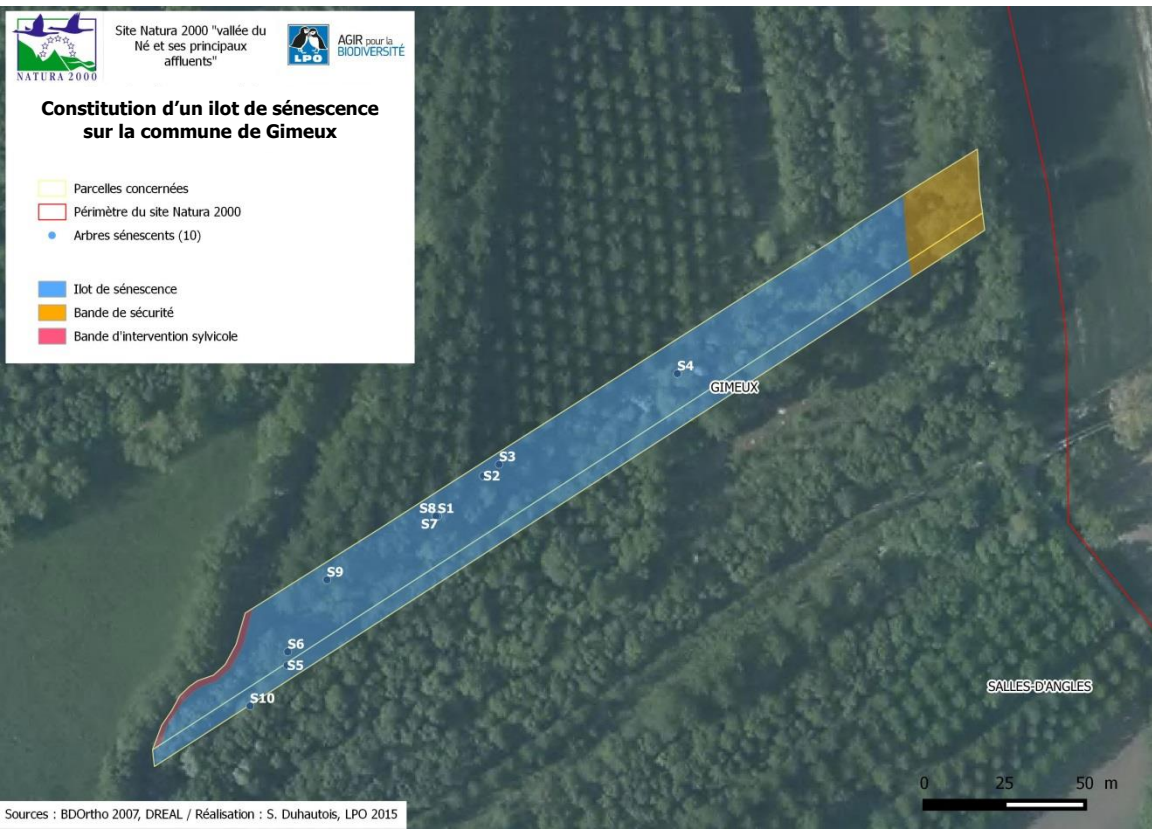 NATURA 2000
Site Natura 2000 "vallée du
Né et ses principaux
affluents"
LPO
AGIR pour la
BIODIVERSITÉ
Constitution d'un ilot de sénescence
sur la commune de Gimeux
Parcelles concernées
Périmètre du site Natura 2000
Arbres sénescents (10)
Ilot de sénescence
Bande de sécurité
Bande d'intervention sylvicole
S4
GIMEUX
S3
S2
S8 S1
S7
S9
S6
S5
S10
SALLES-D'ANGLES
0 25 50 m
Sources : BDOrtho 2007, DREAL / Réalisation : S. Duhautois, LPO 2015